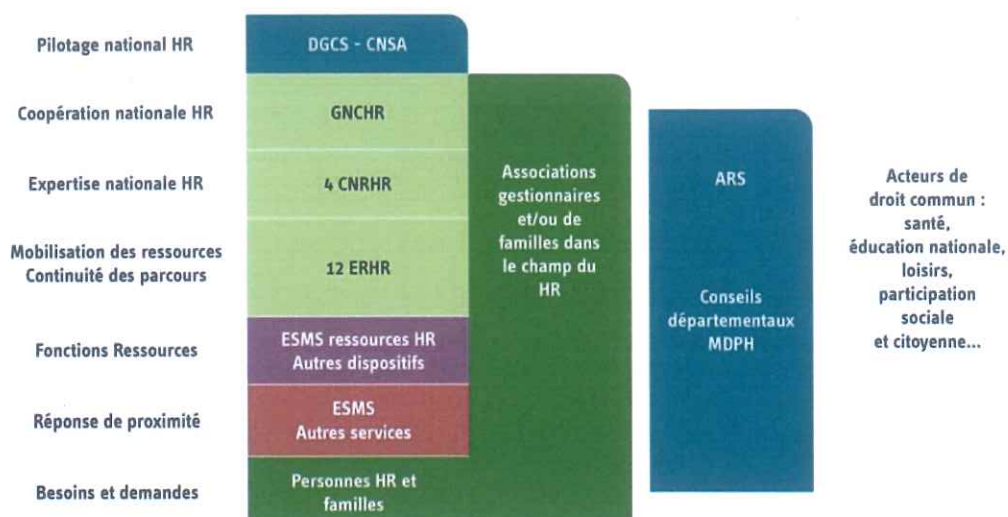 Pilotage national HR
DGCS - CNSA
Coopération nationale HR
GNCHR
Expertise nationale HR
4 CNRHR
Mobilisation des ressources
Continuité des parcours
12 ERHR
Fonctions Ressources
ESMS ressources HR
Autres dispositifs
Réponse de proximité
ESMS
Autres services
Besoins et demandes
Personnes HR et
familles
Associations
gestionnaires
et/ou de
familles dans
le champ du
HR
ARS
Conseils
départementaux
MDPH
Acteurs de
droit commun :
santé,
éducation nationale,
loisirs,
participation
sociale
et citoyenne...